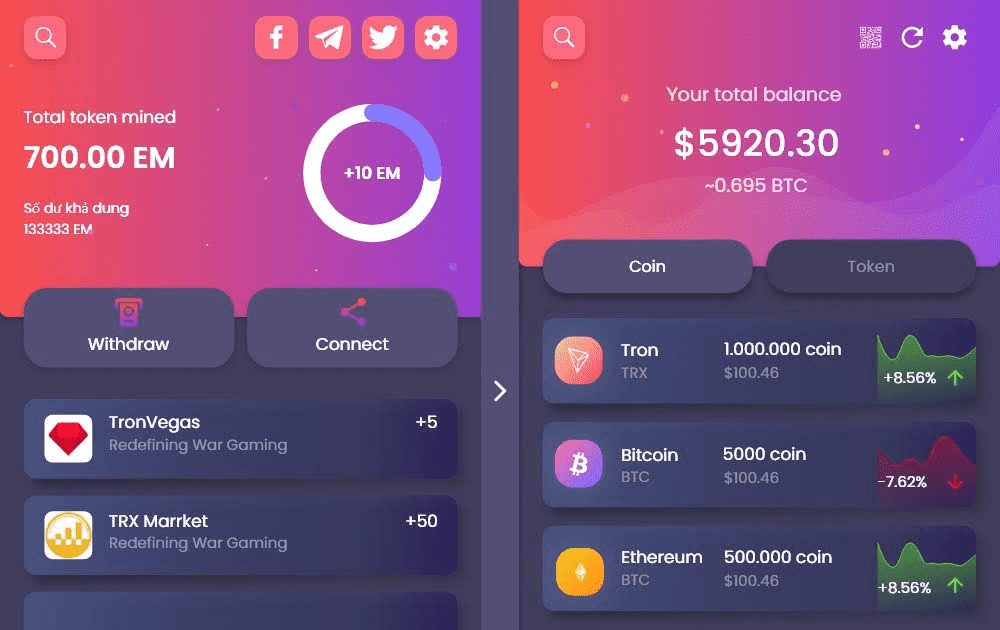 Total token mined
700.00 EM
Số dư khả dung
133333 EM
+10 EM
Withdraw
Connect
TronVegas
+5
Redefining War Gaming
TRX Marrket
+50
Redefining War Gaming
Your total balance
$5920.30
~0.695 BTC
Coin
Token
Tron
1.000.000 coin
TRX
$100.46
+8.56%
Bitcoin
5000 coin
BTC
$100.46
-7.62%
Ethereum
500.000 coin
BTC
$100.46
+8.56%